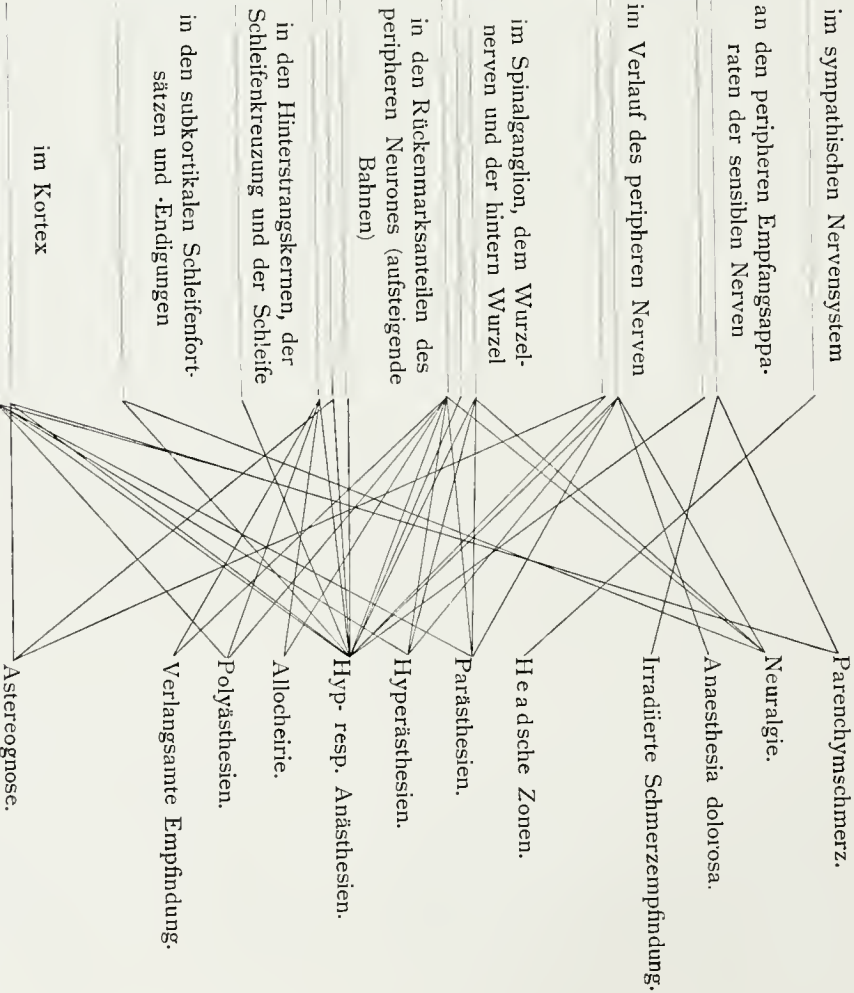 im sympathischen Nervensystem
an den peripheren Empfangsappa-
raten der sensiblen Nerven
im Verlauf des peripheren Nerven
im Spinalganglion, dem Wurzel-
nerven und der hintern Wurzel
in den Rückenmarksanteilen des
peripheren Neurones (aufsteigende
Bahnen)
in den Hinterstrangskernen, der
Schleifenkreuzung und der Schleife
in den subkortikalen Schleifenfort-
sätzen und -Endigungen
im Kortex
Parenchymschmerz.
Neuralgie.
Anaesthesia dolorosa.
Irradiierte Schmerzempfindung.
Headsche Zonen.
Parästhesien.
Hyperästhesien.
Hyp- resp. Anästhesien.
Allocheirie.
Polyästhesien.
Verlangsamte Empfindung.
Astereognose.